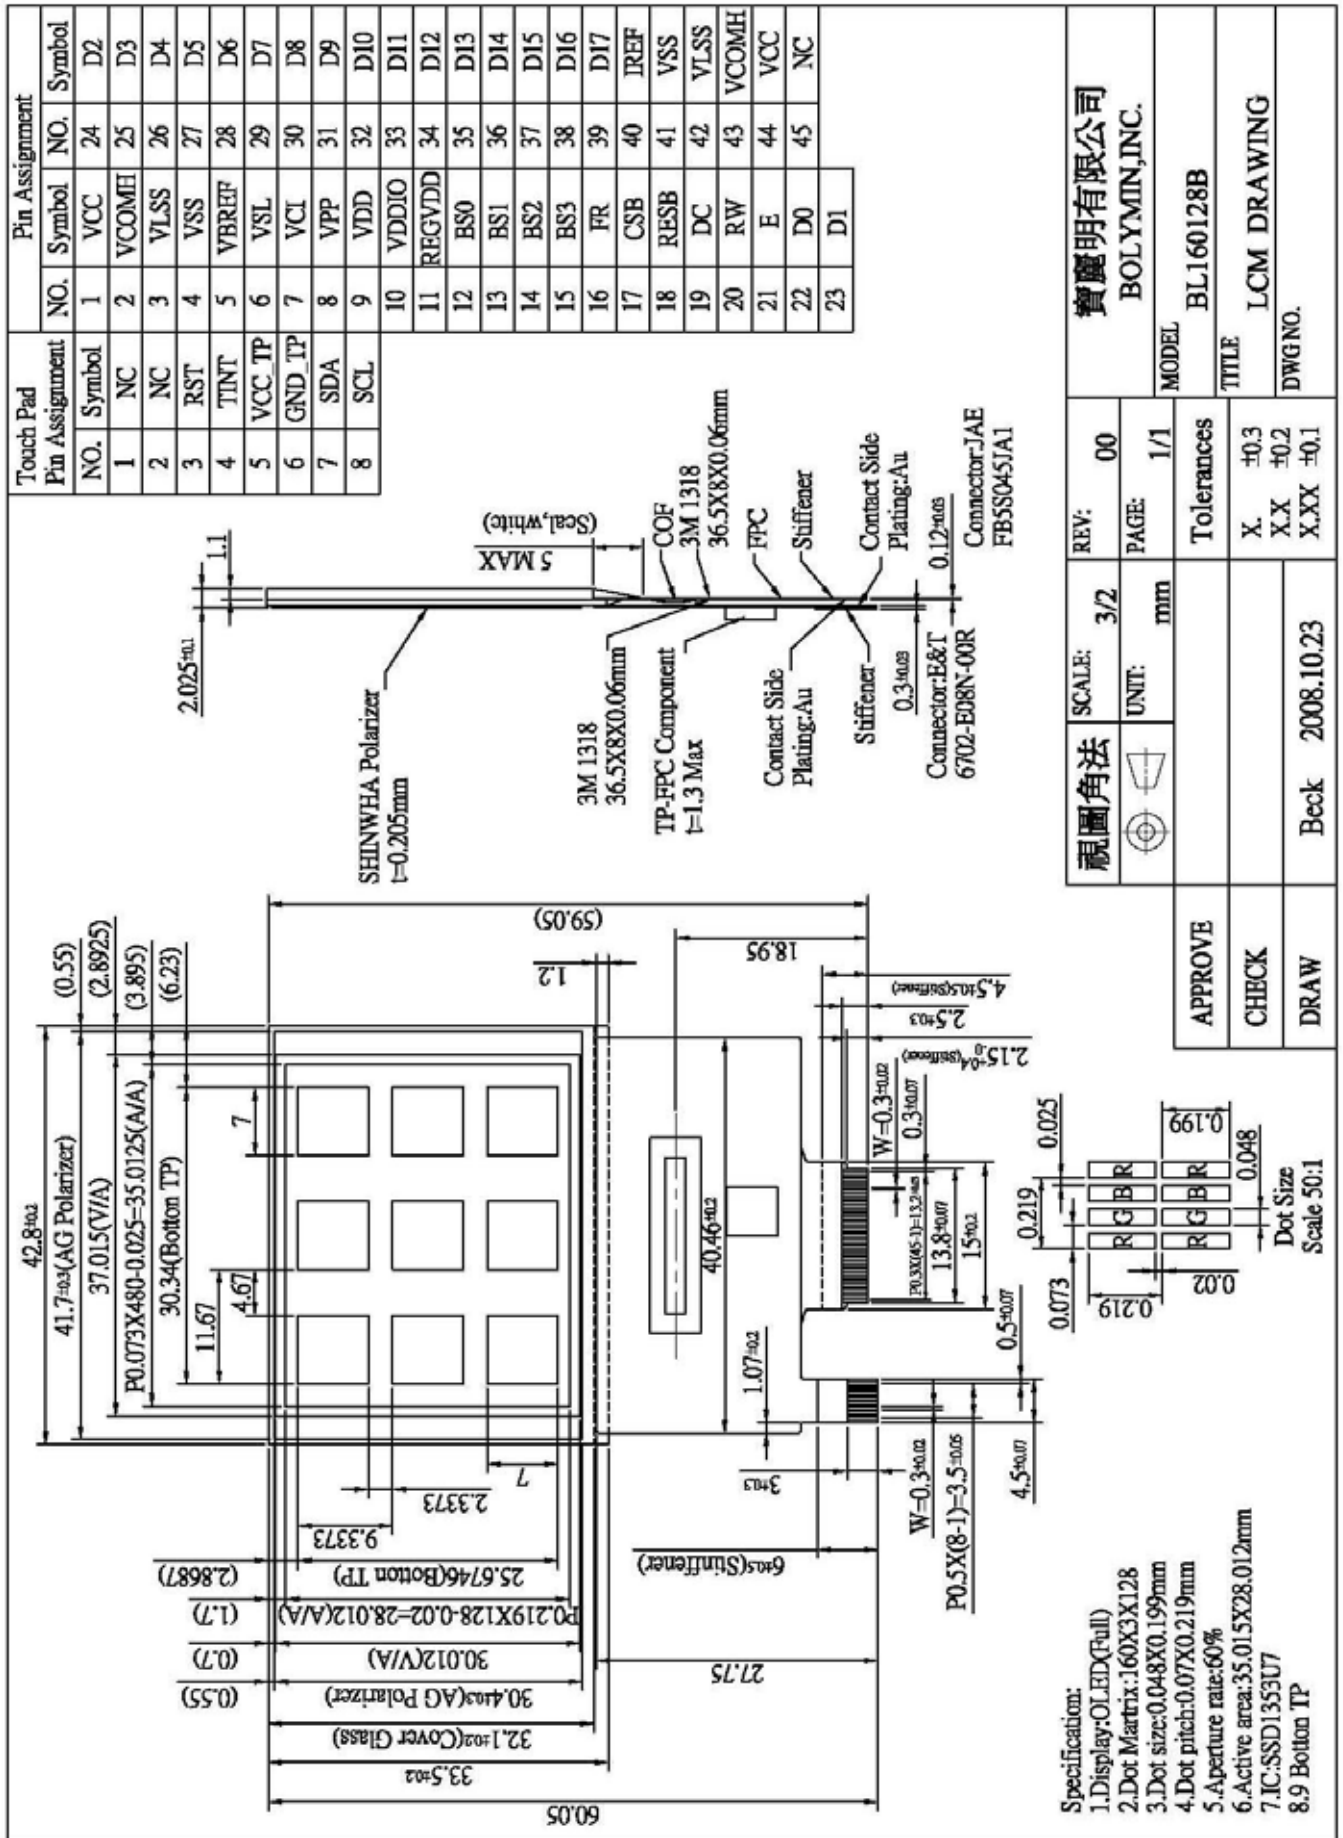 Touch Pad
Pin Assignment
NO. Symbol
1 NC
2 NC
3 RST
4 TINT
5 VCC_TP
6 GND_TP
7 SDA
8 SCL
Pin Assignment
NO. Symbol NO. Symbol
1 VCC 24 D2
2 VCOMH 25 D3
3 VLSS 26 D4
4 VSS 27 D5
5 VBREF 28 D6
6 VSL 29 D7
7 VCI 30 D8
8 VPP 31 D9
9 VDD 32 D10
10 VDDIO 33 D11
11 REGVDD 34 D12
12 BS0 35 D13
13 BS1 36 D14
14 BS2 37 D15
15 BS3 38 D16
16 FR 39 D17
17 CSB 40 IREF
18 RESB 41 VSS
19 DC 42 VLSS
20 RW 43 VCOMH
21 E 44 VCC
22 D0 45 NC
23 D1
42.8±0.2
41.7±0.3(AG Polarizer)
37.015(V/A)
P0.073X480-0.025=35.0125(A/A)
30.34(Botton TP)
11.67
4.67
7
(0.55)
(2.8925)
(3.895)
(6.23)
60.05
33.5±0.2
32.1±0.2(Cover Glass)
30.4±0.3(AG Polarizer)
(0.55)
30.012(V/A)
(0.7)
P0.219X128-0.02=28.012(A/A)
(1.7)
25.6746(Botton TP)
(2.8687)
9.3373
2.3373
7
27.75
6±0.5(Stinffener)
3±0.3
1.07±0.2
40.46±0.2
1.2
(59.05)
18.95
4.5±0.5(Stiffener)
2.5±0.3
2.15+0.4 0(Stiffener)
W=0.3±0.02
0.3±0.07
P0.3X(45-1)=13.2±0.05
13.8±0.07
15±0.2
0.5±0.07
W=0.3±0.02
P0.5X(8-1)=3.5±0.05
4.5±0.07
2.025±0.1
1.1
SHINWHA Polarizer
t=0.205mm
5 MAX
(Seal,white)
COF
3M 1318
36.5X8X0.06mm
FPC
Stiffener
Contact Side
Plating:Au
0.12±0.03
Connector:JAE
FB5S045JA1
3M 1318
36.5X8X0.06mm
TP-FPC Component
t=1.3 Max
Contact Side
Plating:Au
Stiffener
0.3±0.03
Connector:E&T
6702-E08N-00R
0.073
0.219
0.025
R G B R
R G B R
0.219
0.02
0.199
0.048
Dot Size
Scale 50:1
Specification:
1.Display:OLED(Full)
2.Dot Martrix:160X3X128
3.Dot size:0.048X0.199mm
4.Dot pitch:0.07X0.219mm
5.Aperture rate:60%
6.Active area:35.015X28.012mm
7.IC:SSD1353U7
8.9 Botton TP
視圖角法
SCALE: 3/2
UNIT: mm
REV: 00
PAGE: 1/1
Tolerances
X. ±0.3
X.X ±0.2
X.XX ±0.1
寶麗明有限公司
BOLYMIN,INC.
MODEL
BL160128B
TITLE
LCM DRAWING
DWG NO.
APPROVE
CHECK
DRAW Beck 2008.10.23